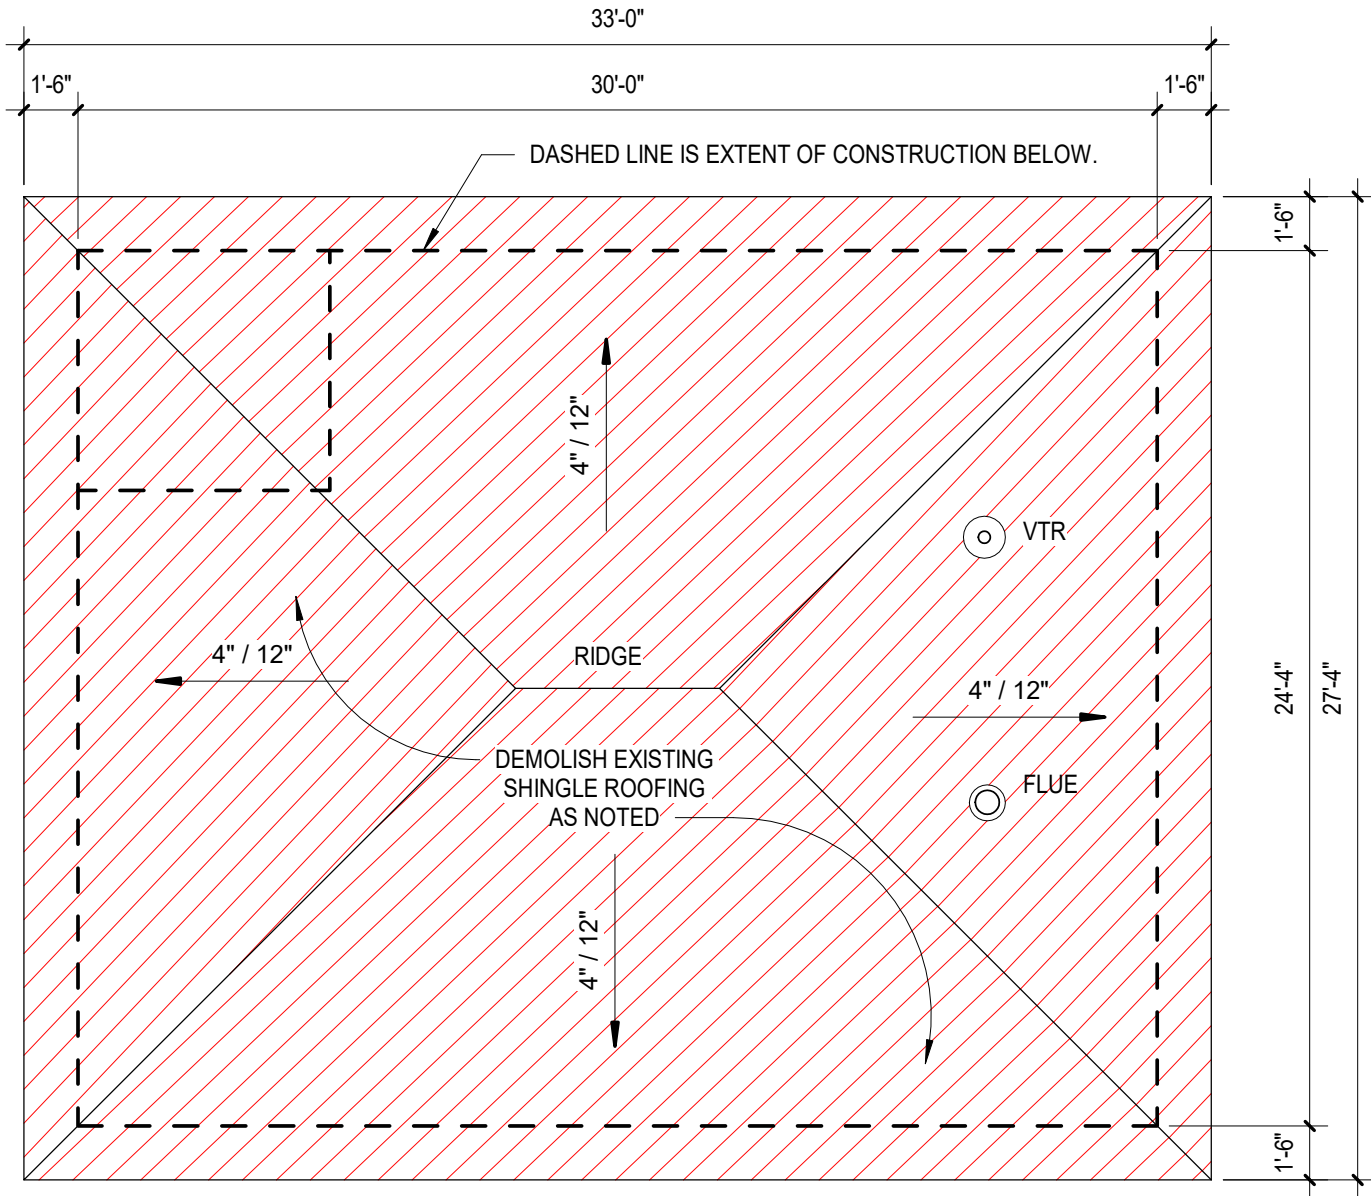 33'-0"
1'-6"
30'-0"
1'-6"
DASHED LINE IS EXTENT OF CONSTRUCTION BELOW.
1'-6"
4" / 12"
VTR
RIDGE
4" / 12"
4" / 12"
24'-4"
27'-4"
DEMOLISH EXISTING
SHINGLE ROOFING
AS NOTED
FLUE
4" / 12"
1'-6"